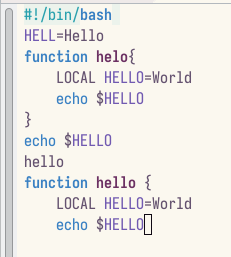 #!/bin/bash
HELL=Hello
function helo{
    LOCAL HELLO=World
    echo $HELLO
}
echo $HELLO
hello
function hello {
    LOCAL HELLO=World
    echo $HELLO